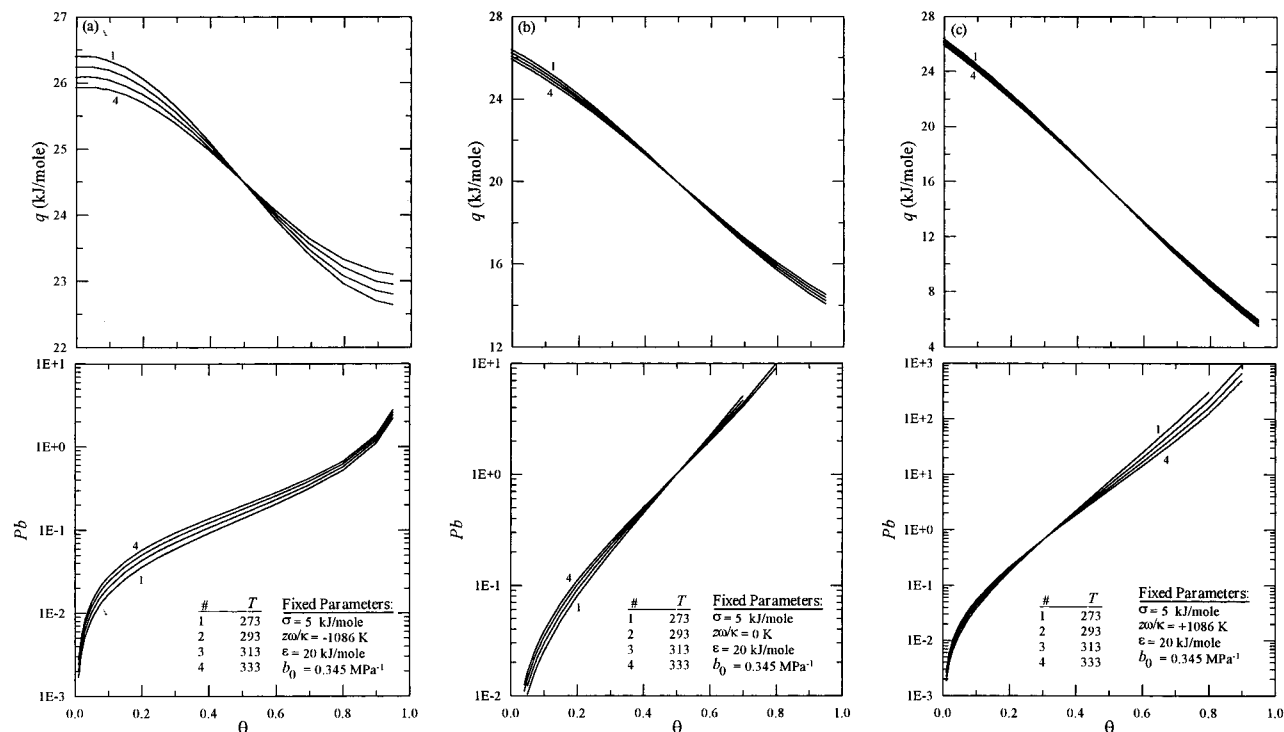 (a)
27
26
25
24
23
22
q (kJ/mole)
1
4
(b)
28
24
20
16
12
q (kJ/mole)
1
4
(c)
28
26
24
22
20
18
16
14
12
10
8
6
4
q (kJ/mole)
1
4
1E+1
1E+0
1E-1
1E-2
1E-3
Pb
4
1
# T
1 273
2 293
3 313
4 333
Fixed Parameters:
σ = 5 kJ/mole
zω/κ = -1086 K
ε = 20 kJ/mole
b0 = 0.345 MPa-1
0.0 0.2 0.4 0.6 0.8 1.0
θ
1E+1
1E+0
1E-1
1E-2
Pb
4
1
# T
1 273
2 293
3 313
4 333
Fixed Parameters:
σ = 5 kJ/mole
zω/κ = 0 K
ε = 20 kJ/mole
b0 = 0.345 MPa-1
0.0 0.2 0.4 0.6 0.8 1.0
θ
1E+3
1E+2
1E+1
1E+0
1E-1
1E-2
1E-3
Pb
1
4
# T
1 273
2 293
3 313
4 333
Fixed Parameters:
σ = 5 kJ/mole
zω/κ = +1086 K
ε = 20 kJ/mole
b0 = 0.345 MPa-1
0.0 0.2 0.4 0.6 0.8 1.0
θ